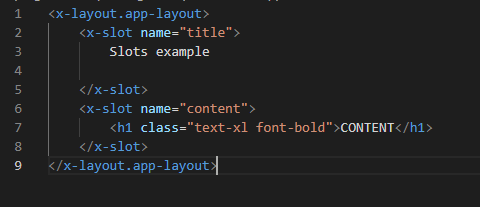 1 <x-layout.app-layout>
2     <x-slot name="title">
3         Slots example
4
5     </x-slot>
6     <x-slot name="content">
7         <h1 class="text-xl font-bold">CONTENT</h1>
8     </x-slot>
9 </x-layout.app-layout>